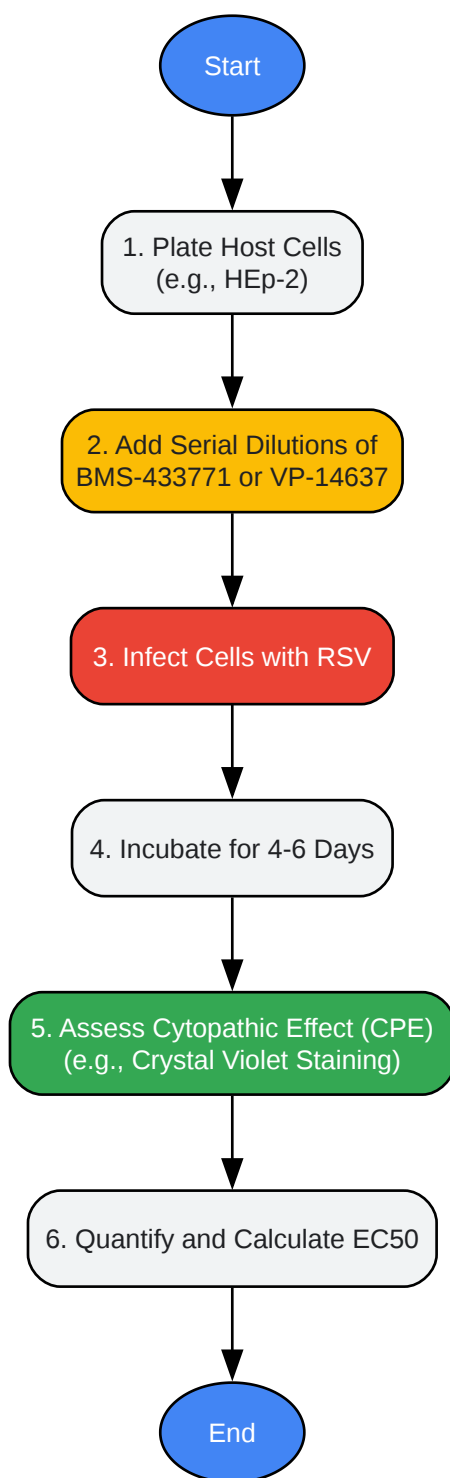 Start
1. Plate Host Cells
(e.g., HEp-2)
2. Add Serial Dilutions of
BMS-433771 or VP-14637
3. Infect Cells with RSV
4. Incubate for 4-6 Days
5. Assess Cytopathic Effect (CPE)
(e.g., Crystal Violet Staining)
6. Quantify and Calculate EC50
End